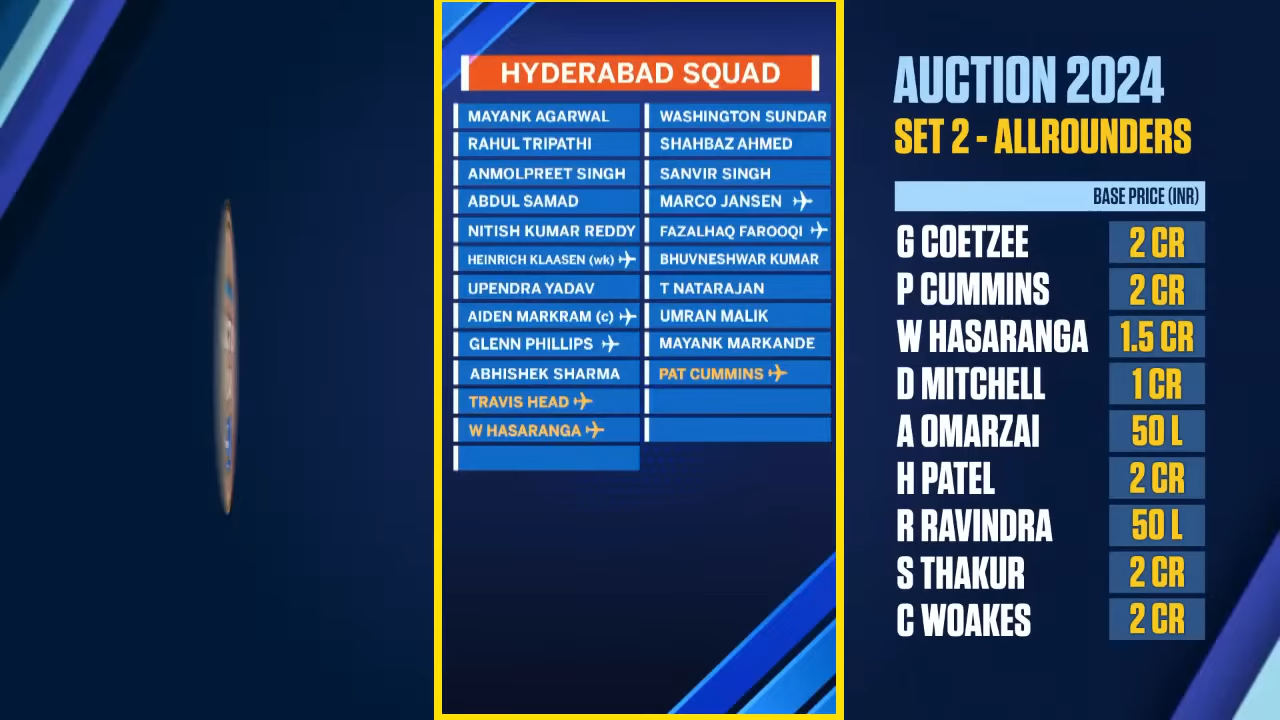 HYDERABAD SQUAD
MAYANK AGARWAL
RAHUL TRIPATHI
ANMOLPREET SINGH
ABDUL SAMAD
NITISH KUMAR REDDY
HEINRICH KLAASEN (wk)
UPENDRA YADAV
AIDEN MARKRAM (c)
GLENN PHILLIPS
ABHISHEK SHARMA
TRAVIS HEAD
W HASARANGA
WASHINGTON SUNDAR
SHAHBAZ AHMED
SANVIR SINGH
MARCO JANSEN
FAZALHAQ FAROOQI
BHUVNESHWAR KUMAR
T NATARAJAN
UMRAN MALIK
MAYANK MARKANDE
PAT CUMMINS
AUCTION 2024
SET 2 - ALLROUNDERS
BASE PRICE (INR)
G COETZEE 2 CR
P CUMMINS 2 CR
W HASARANGA 1.5 CR
D MITCHELL 1 CR
A OMARZAI 50 L
H PATEL 2 CR
R RAVINDRA 50 L
S THAKUR 2 CR
C WOAKES 2 CR